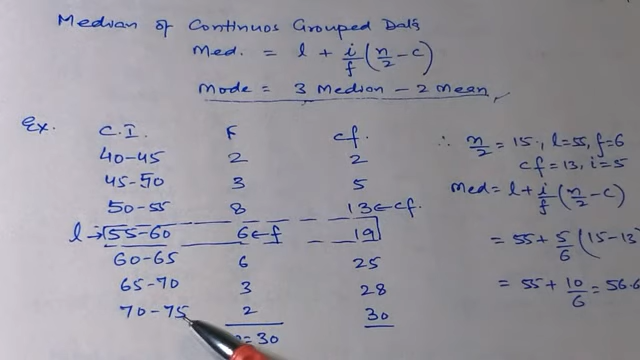 Median of Continuos Grouped Data
Med. = l + i/f (n/2 - c)
Mode = 3 Median - 2 Mean
Ex. C.I. F cf.
40-45 2 2
45-50 3 5
50-55 8 13 ← cf.
l → 55-60 6 ← f 19
60-65 6 25
65-70 3 28
70-75 2 30
= 30
∴ n/2 = 15, l = 55, f = 6
cf = 13, i = 5
Med = l + i/f (n/2 - c)
= 55 + 5/6 (15 - 13
= 55 + 10/6 = 56.6